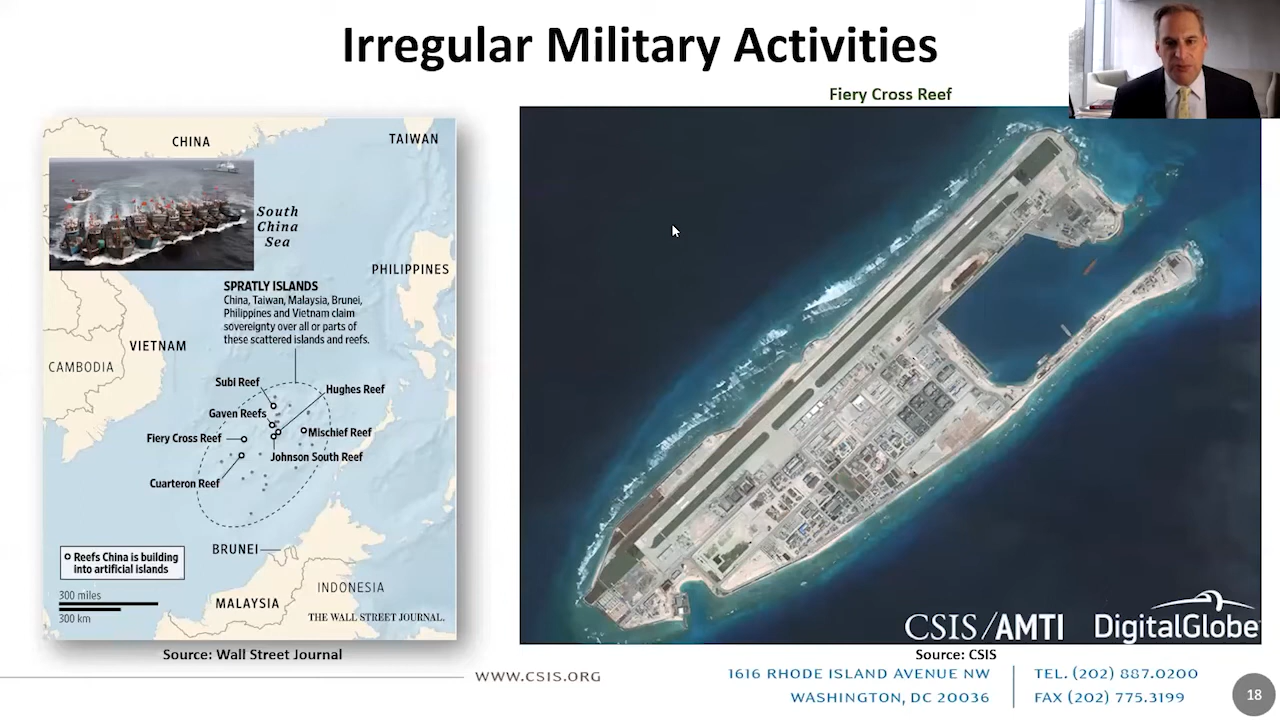 Irregular Military Activities
Fiery Cross Reef
CHINA
TAIWAN
South
China
Sea
PHILIPPINES
SPRATLY ISLANDS
China, Taiwan, Malaysia, Brunei,
Philippines and Vietnam claim
sovereignty over all or parts of
these scattered islands and reefs.
VIETNAM
CAMBODIA
Subi Reef
Hughes Reef
Gaven Reefs
Fiery Cross Reef
Mischief Reef
Johnson South Reef
Cuarteron Reef
BRUNEI
Reefs China is building
into artificial islands
INDONESIA
300 miles
MALAYSIA
300 km
THE WALL STREET JOURNAL.
CSIS/AMTI
DigitalGlobe
Source: Wall Street Journal
Source: CSIS
WWW.CSIS.ORG
1616 RHODE ISLAND AVENUE NW
WASHINGTON, DC 20036
TEL. (202) 887.0200
FAX (202) 775.3199
18